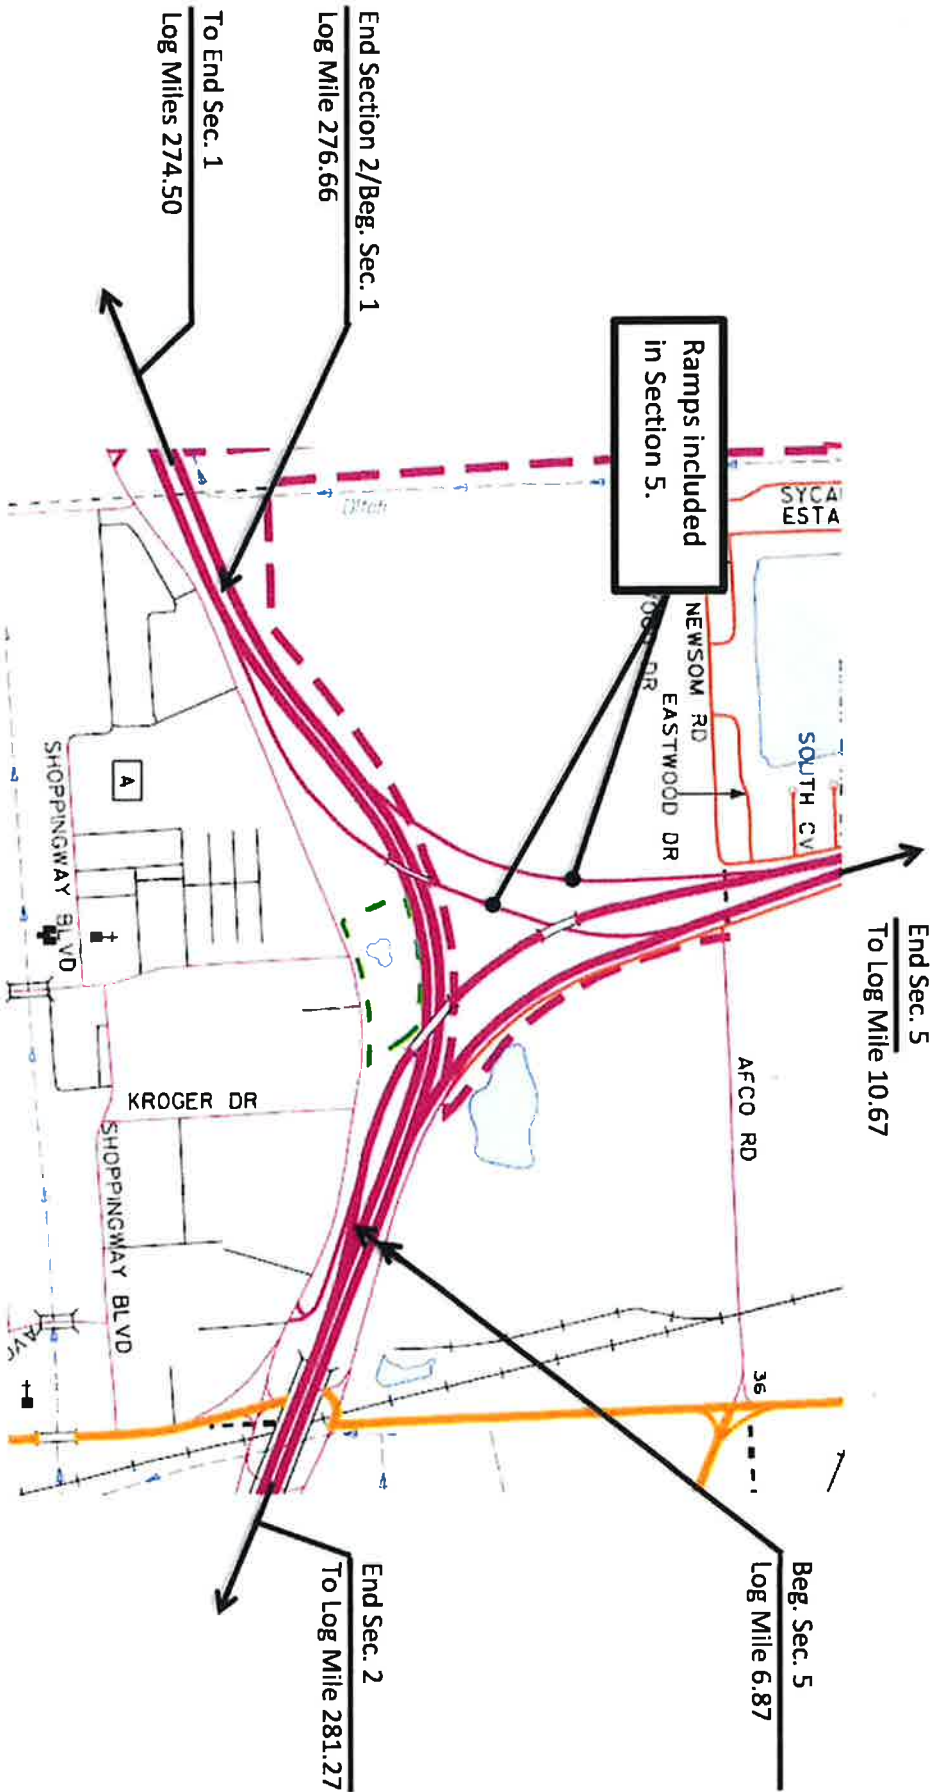 To End Sec. 1
Log Miles 274.50
End Section 2/Beg. Sec. 1
Log Mile 276.66
Ramps included
in Section 5.
End Sec. 5
To Log Mile 10.67
Beg. Sec. 5
Log Mile 6.87
End Sec. 2
To Log Mile 281.27
SYCA
ESTA
NEWSOM RD
DR
EASTWOOD DR
SOUTH CV
Ditch
AFCO RD
36
A
SHOPPINGWAY BLVD
KROGER DR
SHOPPINGWAY BLVD